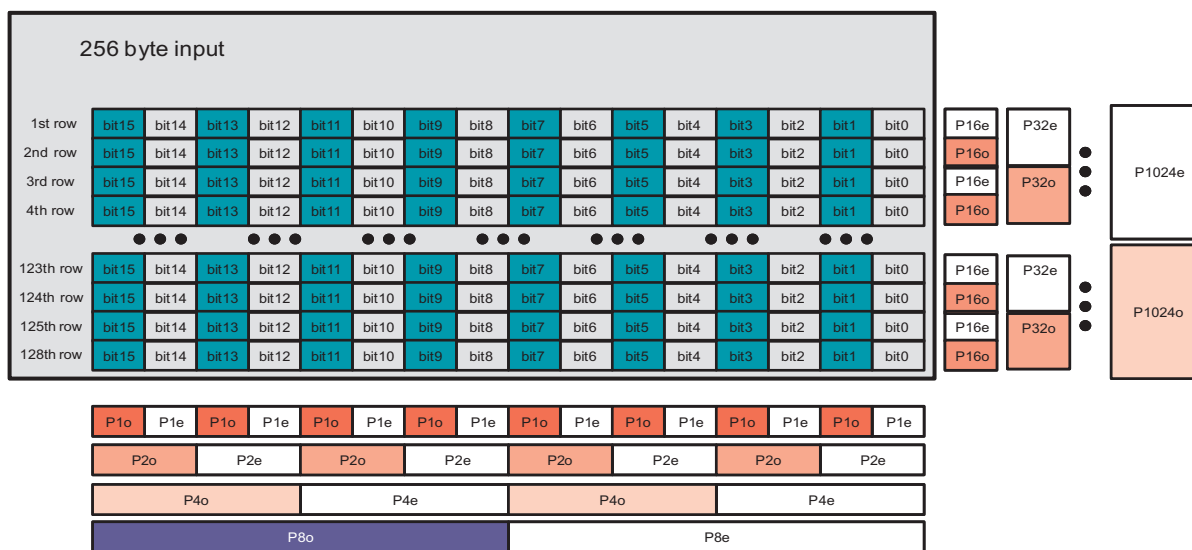 256 byte input
1st row bit15 bit14 bit13 bit12 bit11 bit10 bit9 bit8 bit7 bit6 bit5 bit4 bit3 bit2 bit1 bit0 P16e P32e
2nd row bit15 bit14 bit13 bit12 bit11 bit10 bit9 bit8 bit7 bit6 bit5 bit4 bit3 bit2 bit1 bit0 P16o
3rd row bit15 bit14 bit13 bit12 bit11 bit10 bit9 bit8 bit7 bit6 bit5 bit4 bit3 bit2 bit1 bit0 P16e P32o P1024e
4th row bit15 bit14 bit13 bit12 bit11 bit10 bit9 bit8 bit7 bit6 bit5 bit4 bit3 bit2 bit1 bit0 P16o
123th row bit15 bit14 bit13 bit12 bit11 bit10 bit9 bit8 bit7 bit6 bit5 bit4 bit3 bit2 bit1 bit0 P16e P32e
124th row bit15 bit14 bit13 bit12 bit11 bit10 bit9 bit8 bit7 bit6 bit5 bit4 bit3 bit2 bit1 bit0 P16o
125th row bit15 bit14 bit13 bit12 bit11 bit10 bit9 bit8 bit7 bit6 bit5 bit4 bit3 bit2 bit1 bit0 P16e P32o P1024o
128th row bit15 bit14 bit13 bit12 bit11 bit10 bit9 bit8 bit7 bit6 bit5 bit4 bit3 bit2 bit1 bit0 P16o
P1o P1e P1o P1e P1o P1e P1o P1e P1o P1e P1o P1e P1o P1e P1o P1e
P2o P2e P2o P2e P2o P2e P2o P2e
P4o P4e P4o P4e
P8o P8e